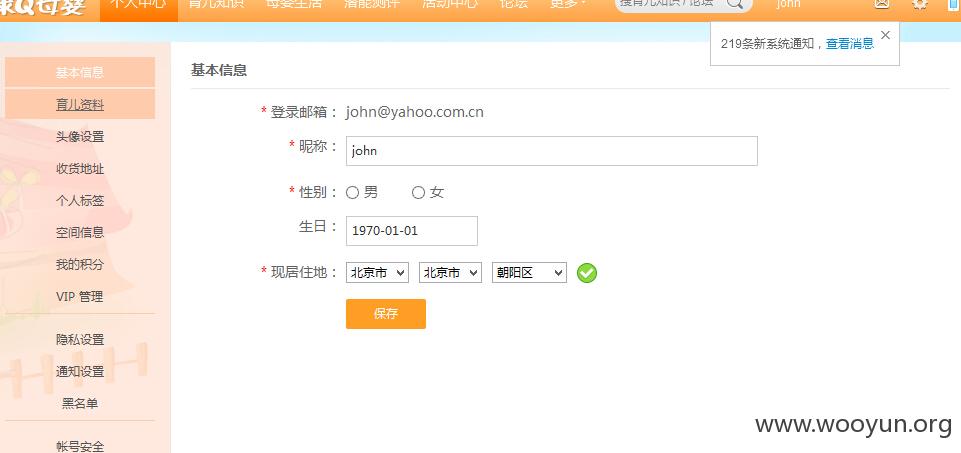 Q母婴 个人中心 育儿知识 母婴生活 潜能测评 活动中心 论坛 更多 搜育儿知识 / 论坛 john
219条新系统通知，查看消息
基本信息
育儿资料
头像设置
收货地址
个人标签
空间信息
我的积分
VIP 管理
隐私设置
通知设置
黑名单
帐号安全
基本信息
* 登录邮箱： john@yahoo.com.cn
* 昵称： john
* 性别： 男 女
生日： 1970-01-01
* 现居住地： 北京市 北京市 朝阳区
保存
www.wooyun.org